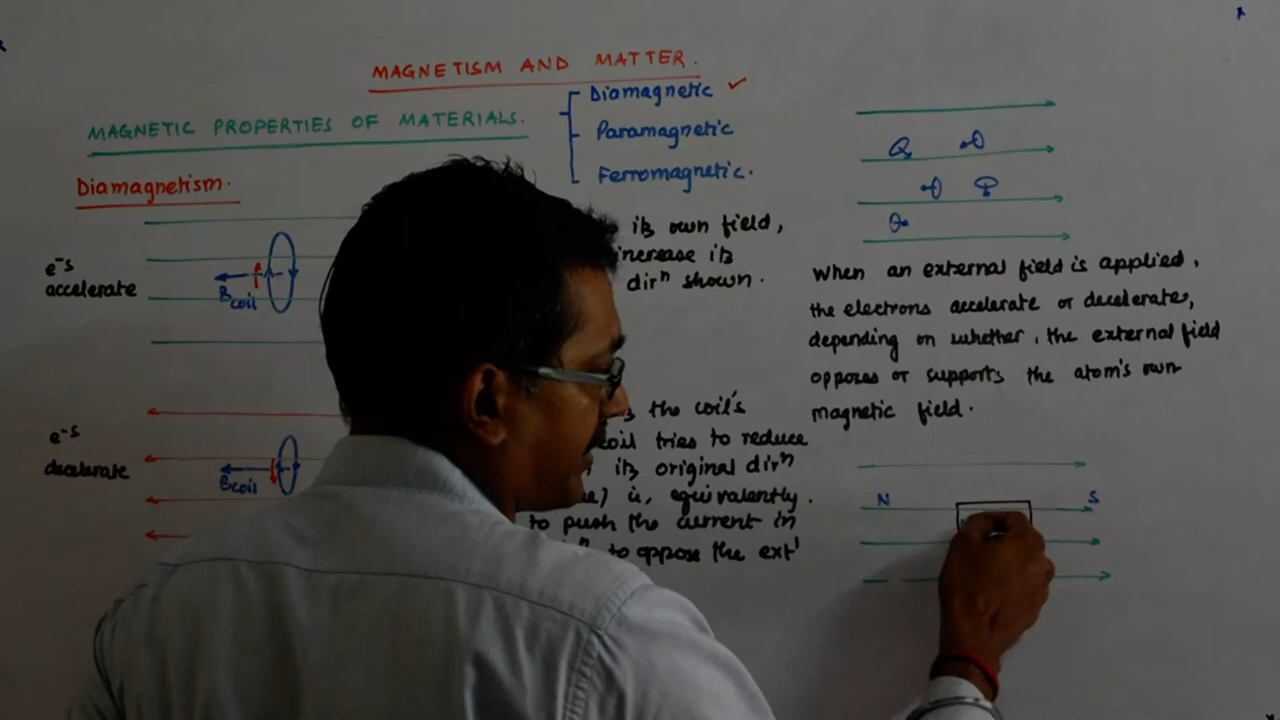 MAGNETISM AND MATTER.
MAGNETIC PROPERTIES OF MATERIALS.
Diamagnetic ✓
Paramagnetic
Ferromagnetic.
Diamagnetism.
e⁻s
accelerate
Bcoil
its own field,
increase its
dirⁿ shown.
e⁻s
decelerate
Bcoil
the coil's
coil tries to reduce
its original dirⁿ
is, equivalently.
to push the current in
to oppose the ext'
When an external field is applied,
the electrons accelerate or decelerates,
depending on whether, the external field
opposes or supports the atom's own
magnetic field.
N
S